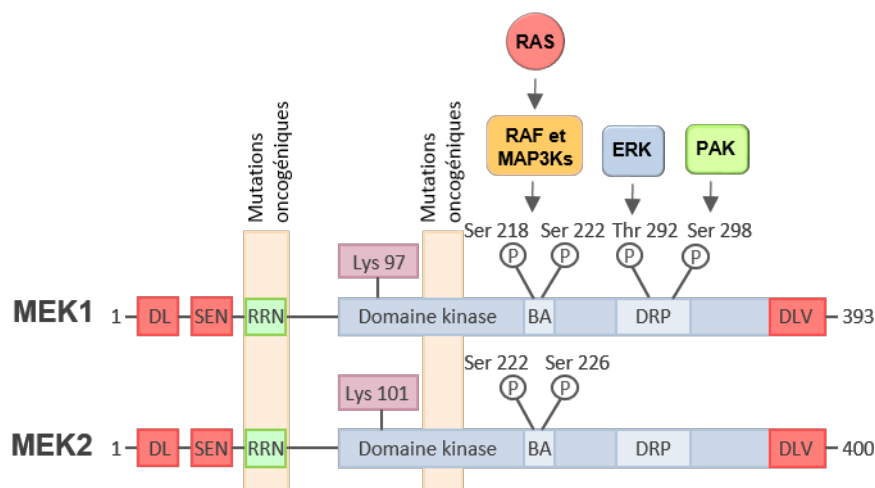 RAS
Mutations
oncogéniques
Mutations
oncogéniques
RAF et
MAP3Ks
ERK
PAK
Ser 218
Ser 222
Thr 292
Ser 298
P
P
P
P
Lys 97
MEK1
1
DL
SEN
RRN
Domaine kinase
BA
DRP
DLV
393
Ser 222
Ser 226
P
P
Lys 101
MEK2
1
DL
SEN
RRN
Domaine kinase
BA
DRP
DLV
400